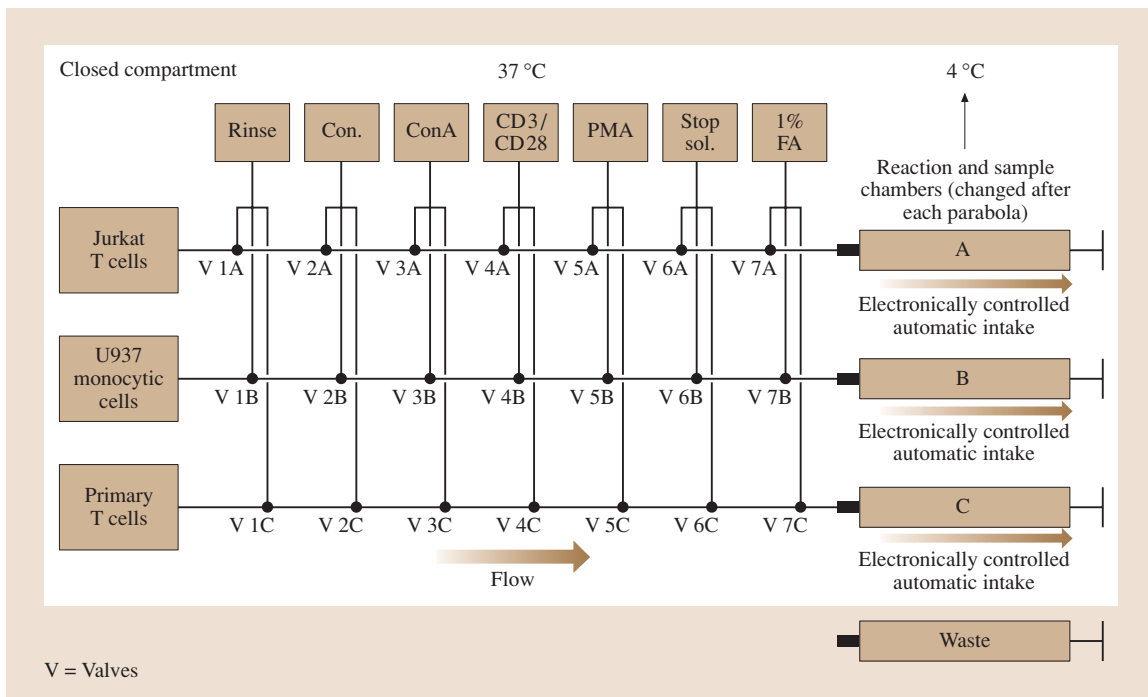 Closed compartment
37 °C
4 °C
Rinse
Con.
ConA
CD3/
CD28
PMA
Stop
sol.
1%
FA
Reaction and sample
chambers (changed after
each parabola)
Jurkat
T cells
V 1A
V 2A
V 3A
V 4A
V 5A
V 6A
V 7A
A
Electronically controlled
automatic intake
U937
monocytic
cells
V 1B
V 2B
V 3B
V 4B
V 5B
V 6B
V 7B
B
Electronically controlled
automatic intake
Primary
T cells
V 1C
V 2C
V 3C
V 4C
V 5C
V 6C
V 7C
C
Electronically controlled
automatic intake
Flow
Waste
V = Valves